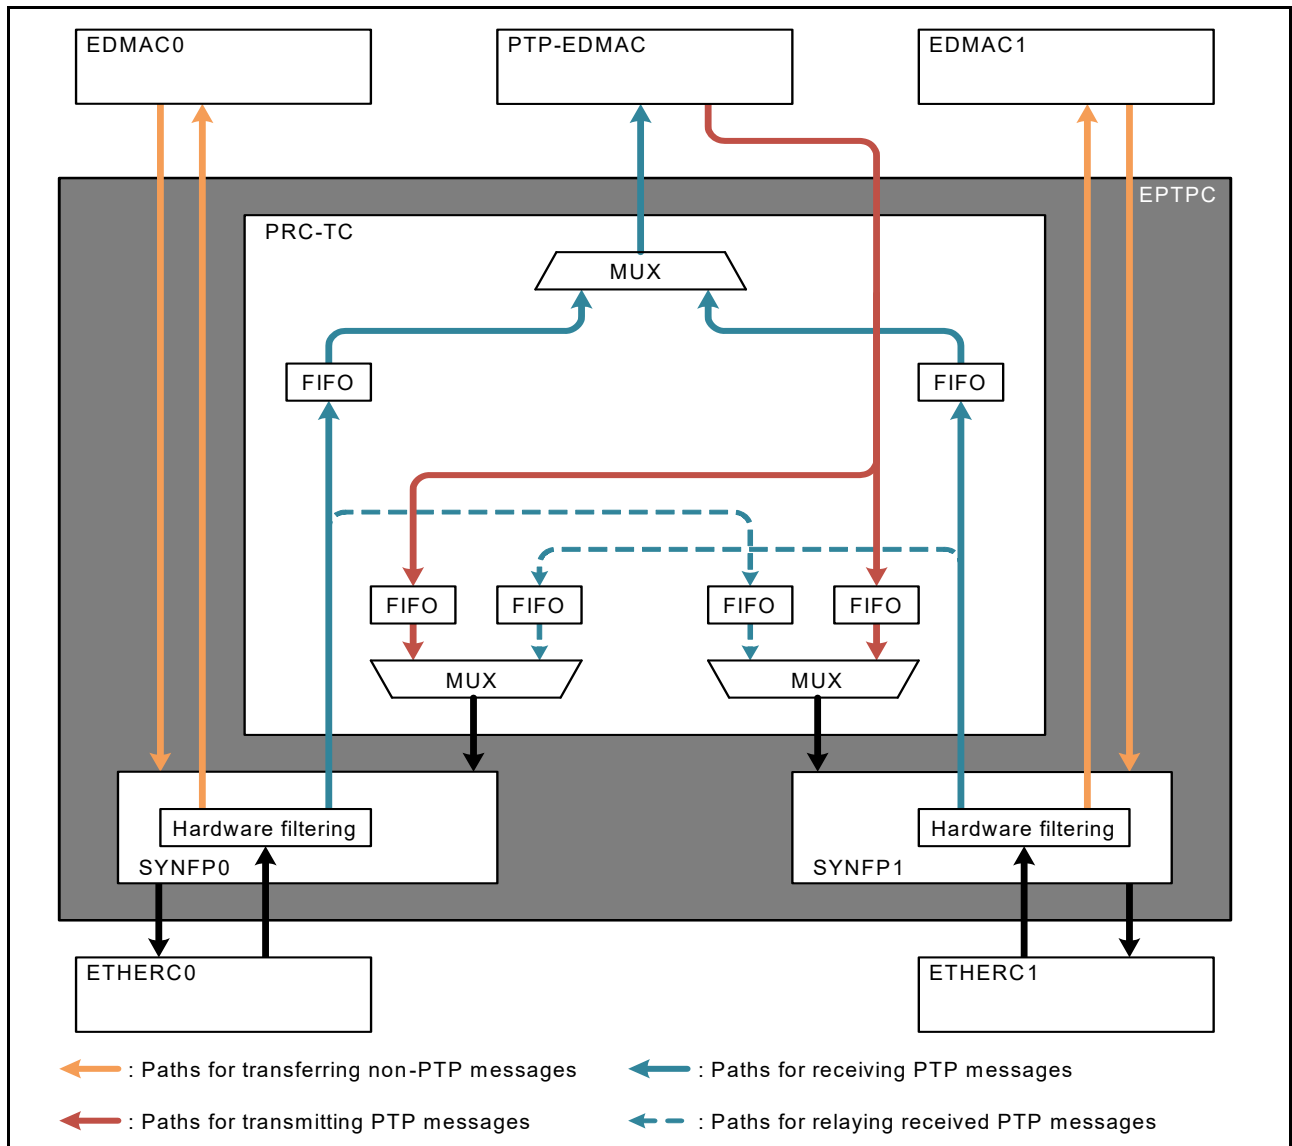 EDMAC0
PTP-EDMAC
EDMAC1
EPTPC
PRC-TC
MUX
FIFO
FIFO
FIFO
FIFO
FIFO
FIFO
MUX
MUX
Hardware filtering
SYNFP0
Hardware filtering
SYNFP1
ETHERC0
ETHERC1
: Paths for transferring non-PTP messages
: Paths for receiving PTP messages
: Paths for transmitting PTP messages
: Paths for relaying received PTP messages